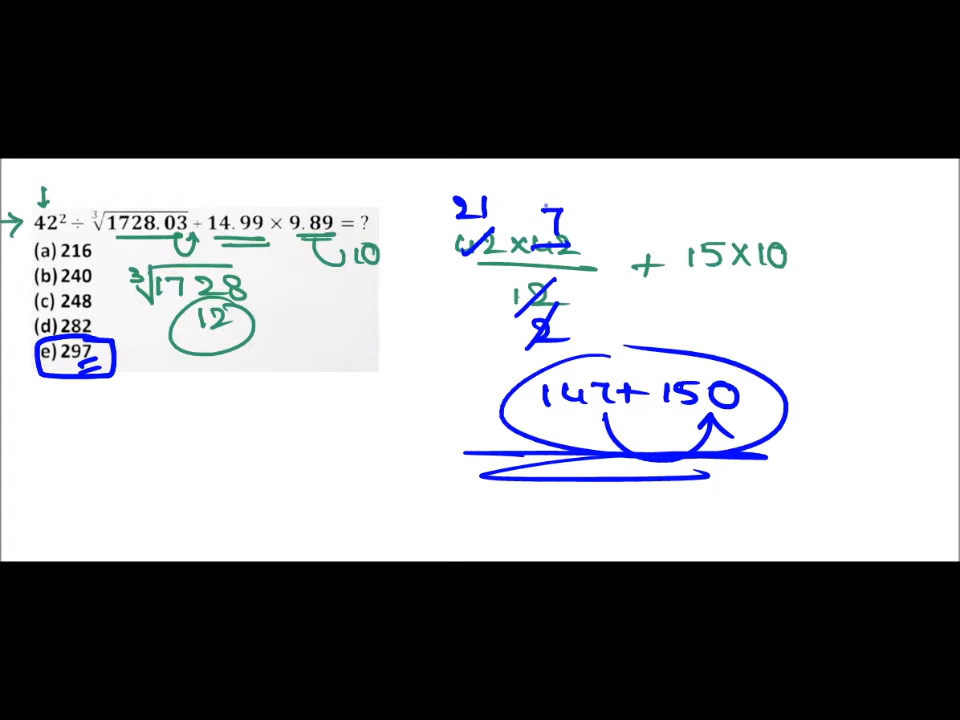 42² ÷ ∛1728.03 + 14.99 × 9.89 = ?
(a) 216
(b) 240
(c) 248
(d) 282
e) 297
10
∛1728
12
21 7
42×42
12
2
+ 15×10
147+150